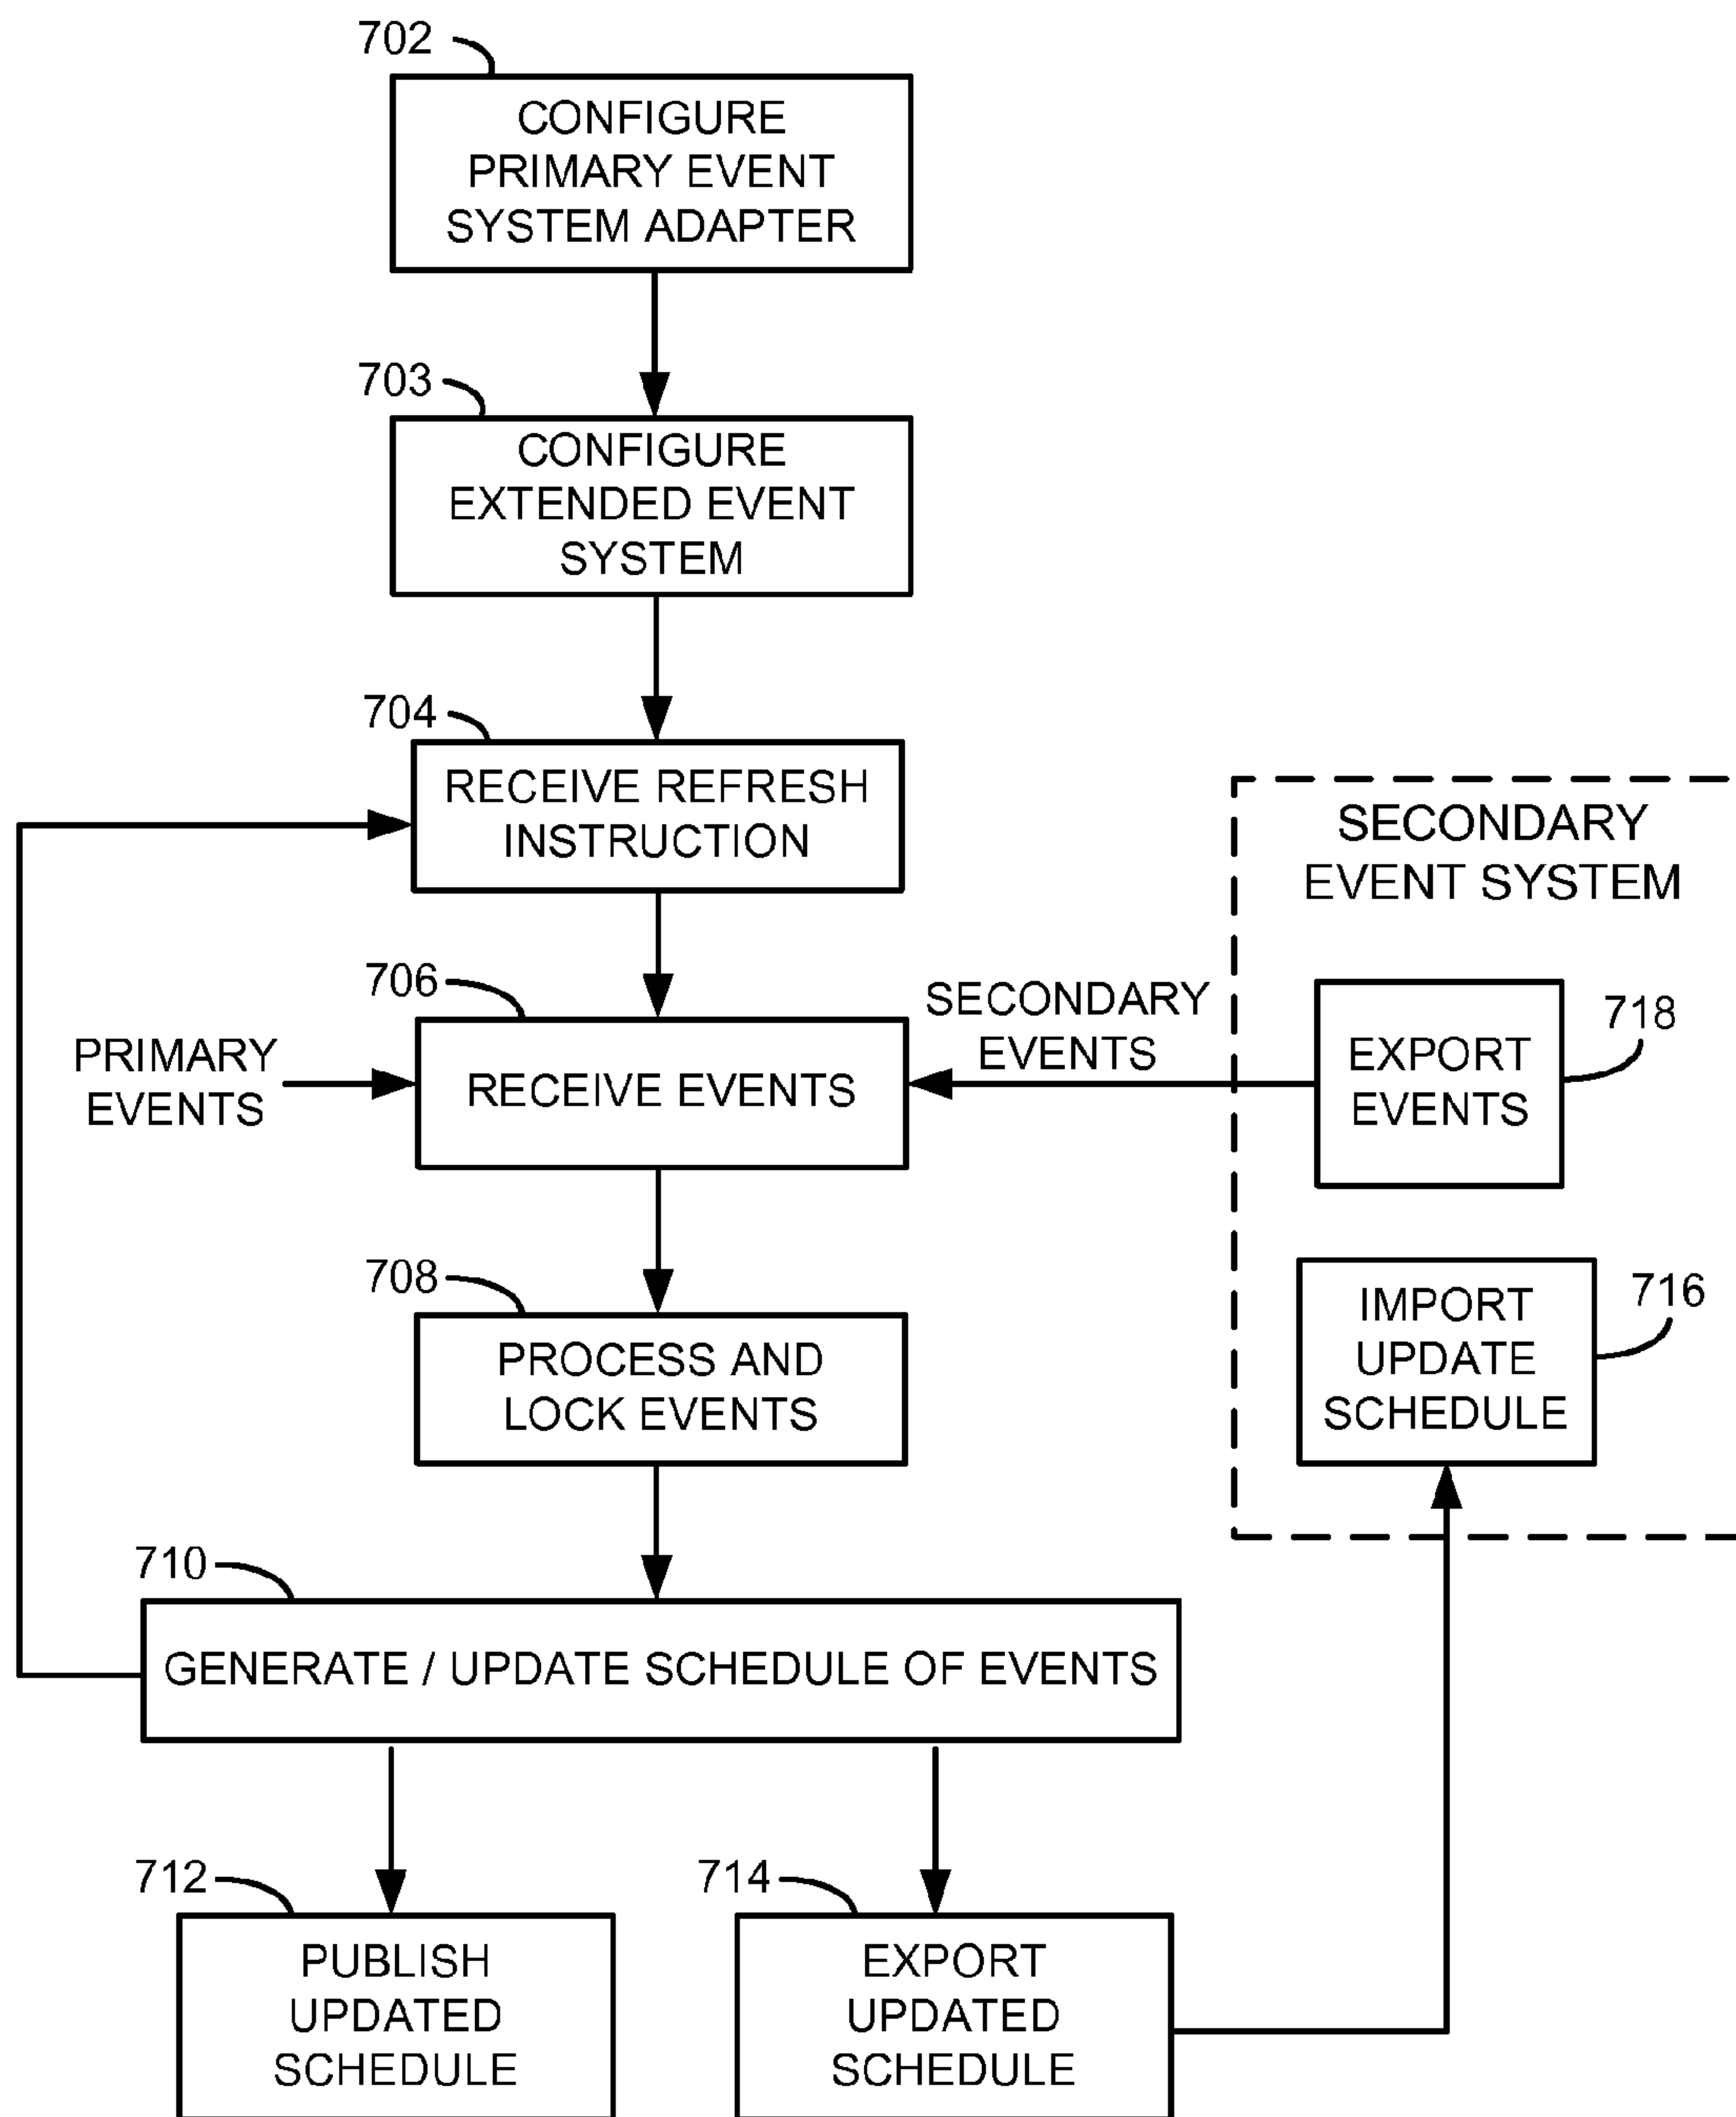 702
CONFIGURE
PRIMARY EVENT
SYSTEM ADAPTER
703
CONFIGURE
EXTENDED EVENT
SYSTEM
704
RECEIVE REFRESH
INSTRUCTION
SECONDARY
EVENT SYSTEM
706
PRIMARY
EVENTS
RECEIVE EVENTS
SECONDARY
EVENTS
EXPORT
EVENTS
718
708
PROCESS AND
LOCK EVENTS
IMPORT
UPDATE
SCHEDULE
716
710
GENERATE / UPDATE SCHEDULE OF EVENTS
712
PUBLISH
UPDATED
SCHEDULE
714
EXPORT
UPDATED
SCHEDULE